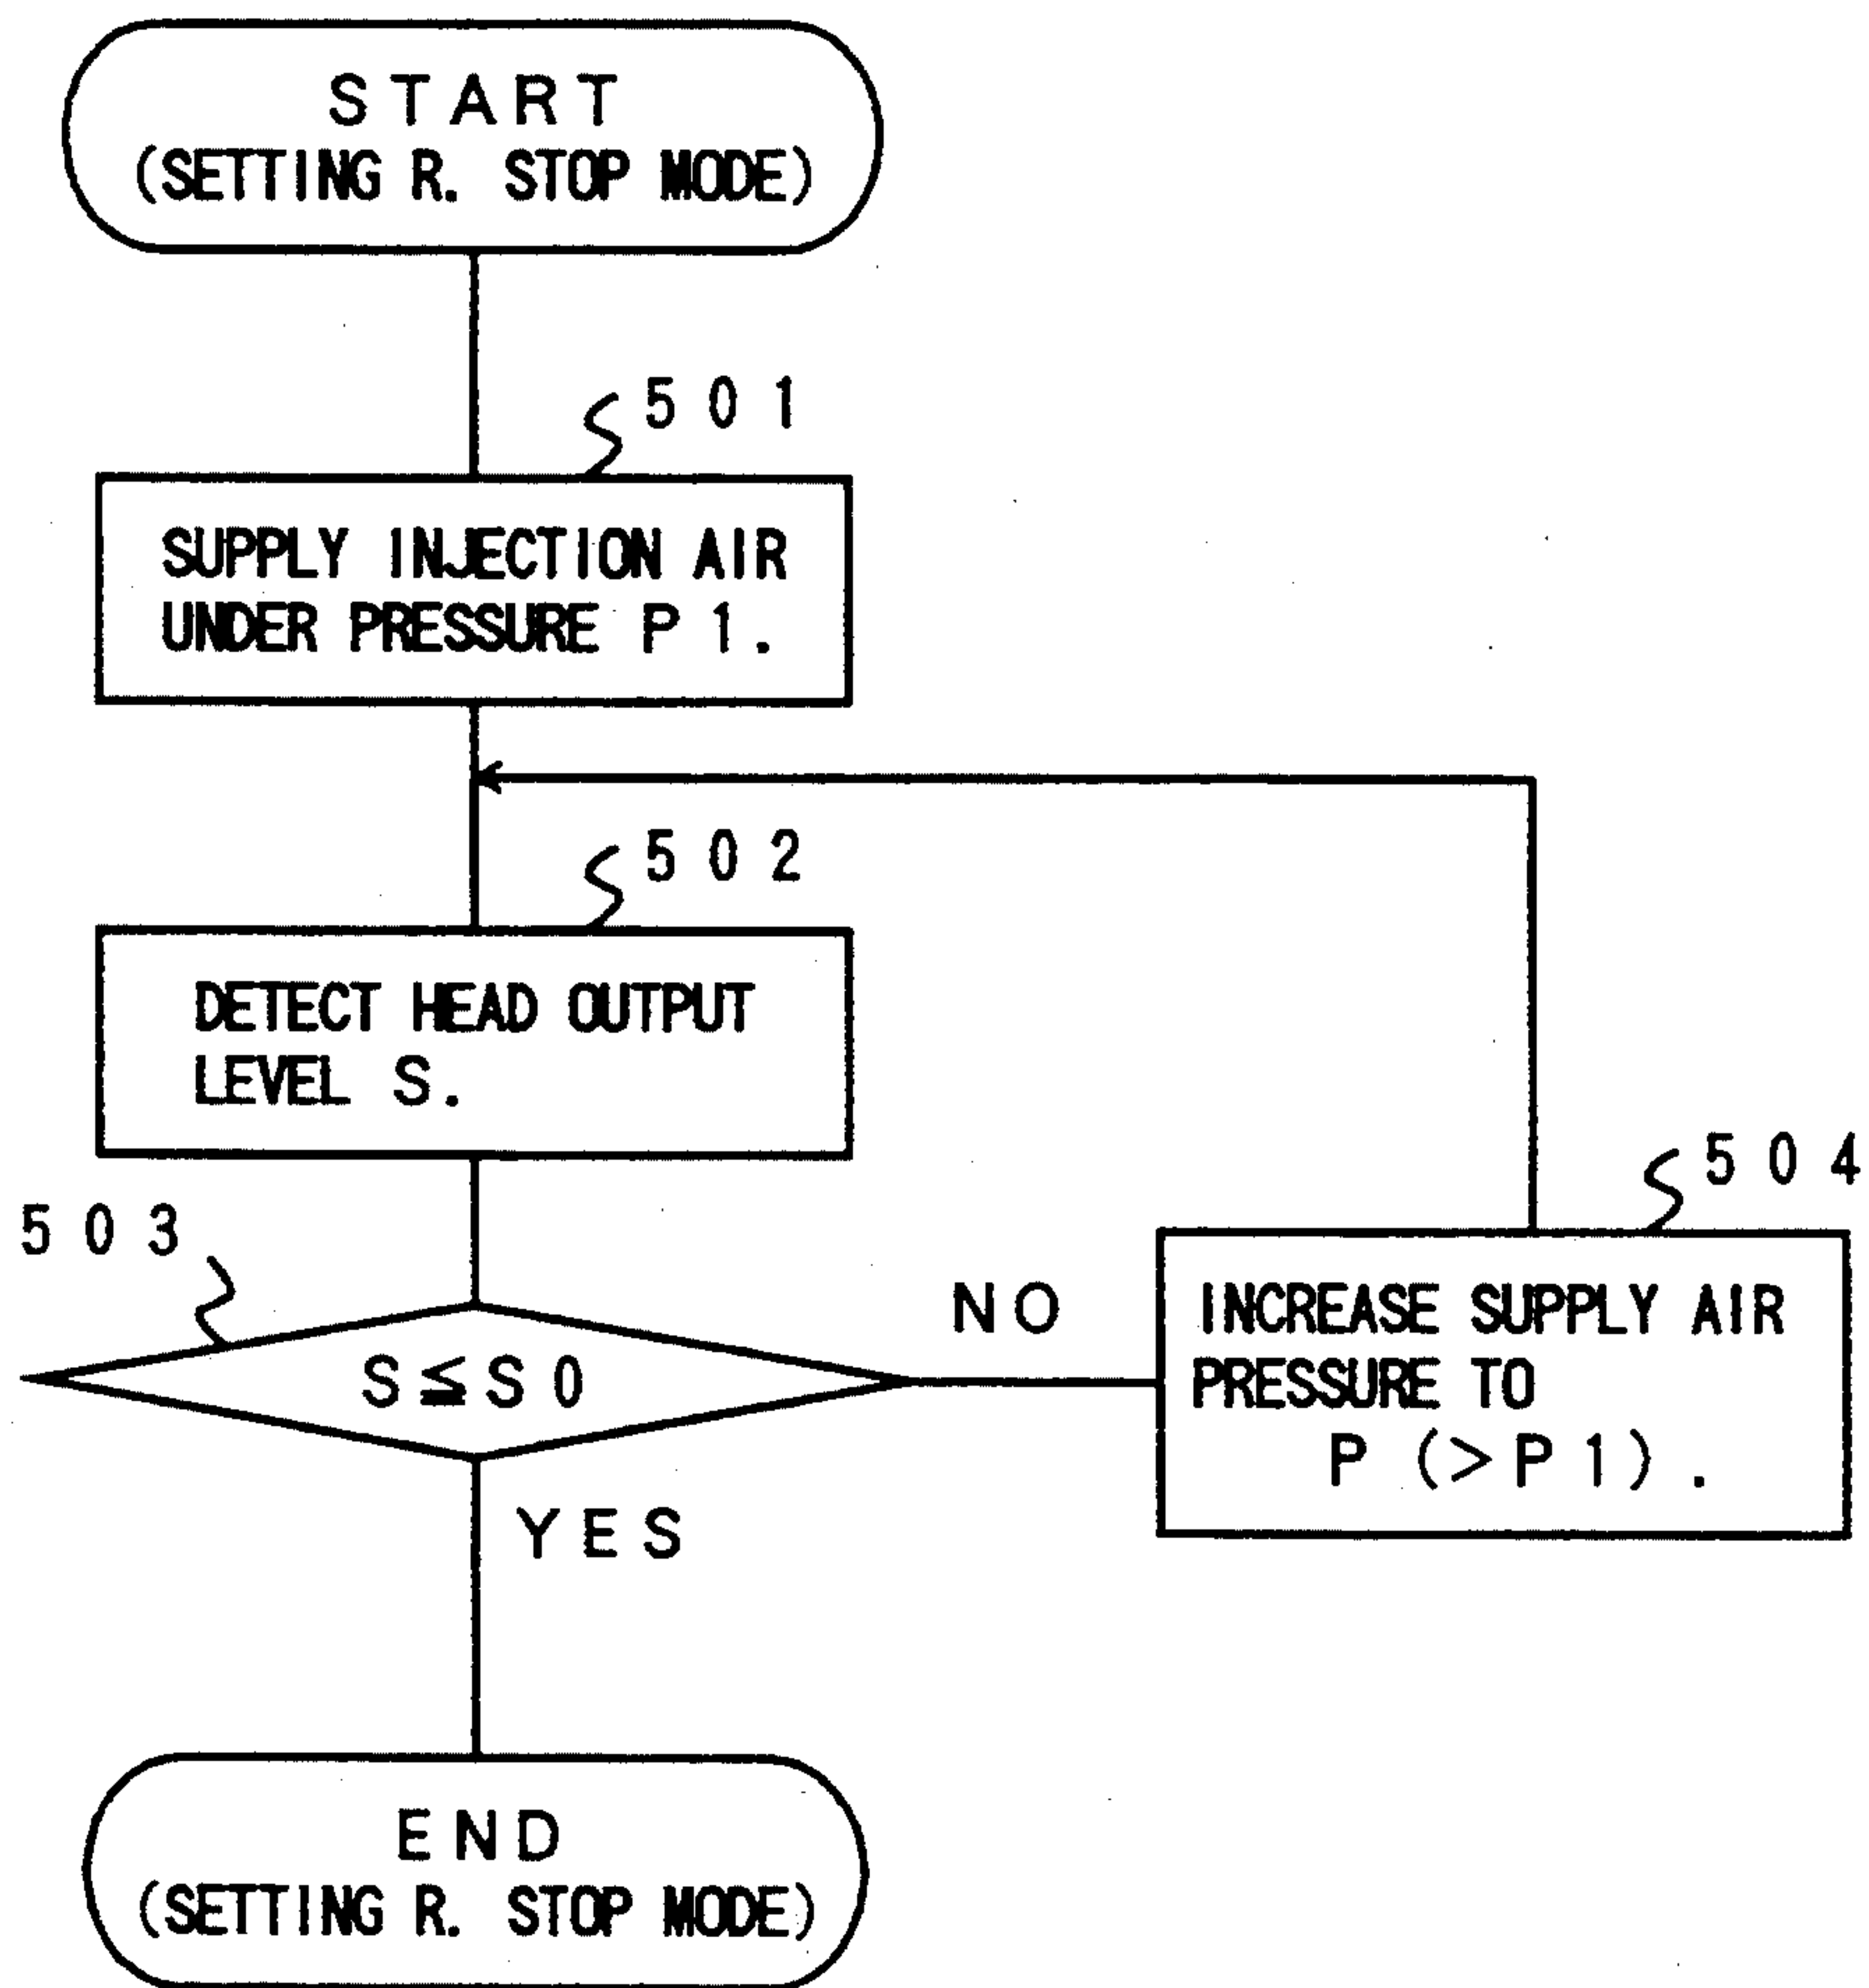 START
(SETTING R. STOP MODE)
501
SUPPLY INJECTION AIR
UNDER PRESSURE P1.
502
DETECT HEAD OUTPUT
LEVEL S.
503
S≦S0
NO
504
INCREASE SUPPLY AIR
PRESSURE TO
P (>P1).
YES
END
(SETTING R. STOP MODE)